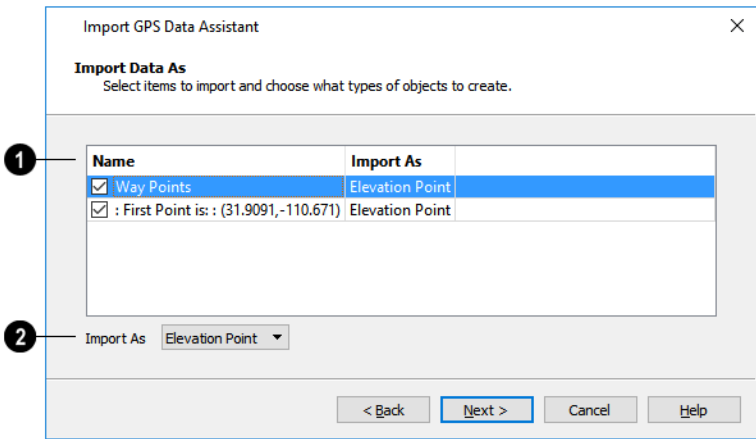 Import GPS Data Assistant
Import Data As
Select items to import and choose what types of objects to create.
1
Name Import As
Way Points Elevation Point
: First Point is: : (31.9091,-110.671) Elevation Point
2
Import As Elevation Point
< Back Next > Cancel Help